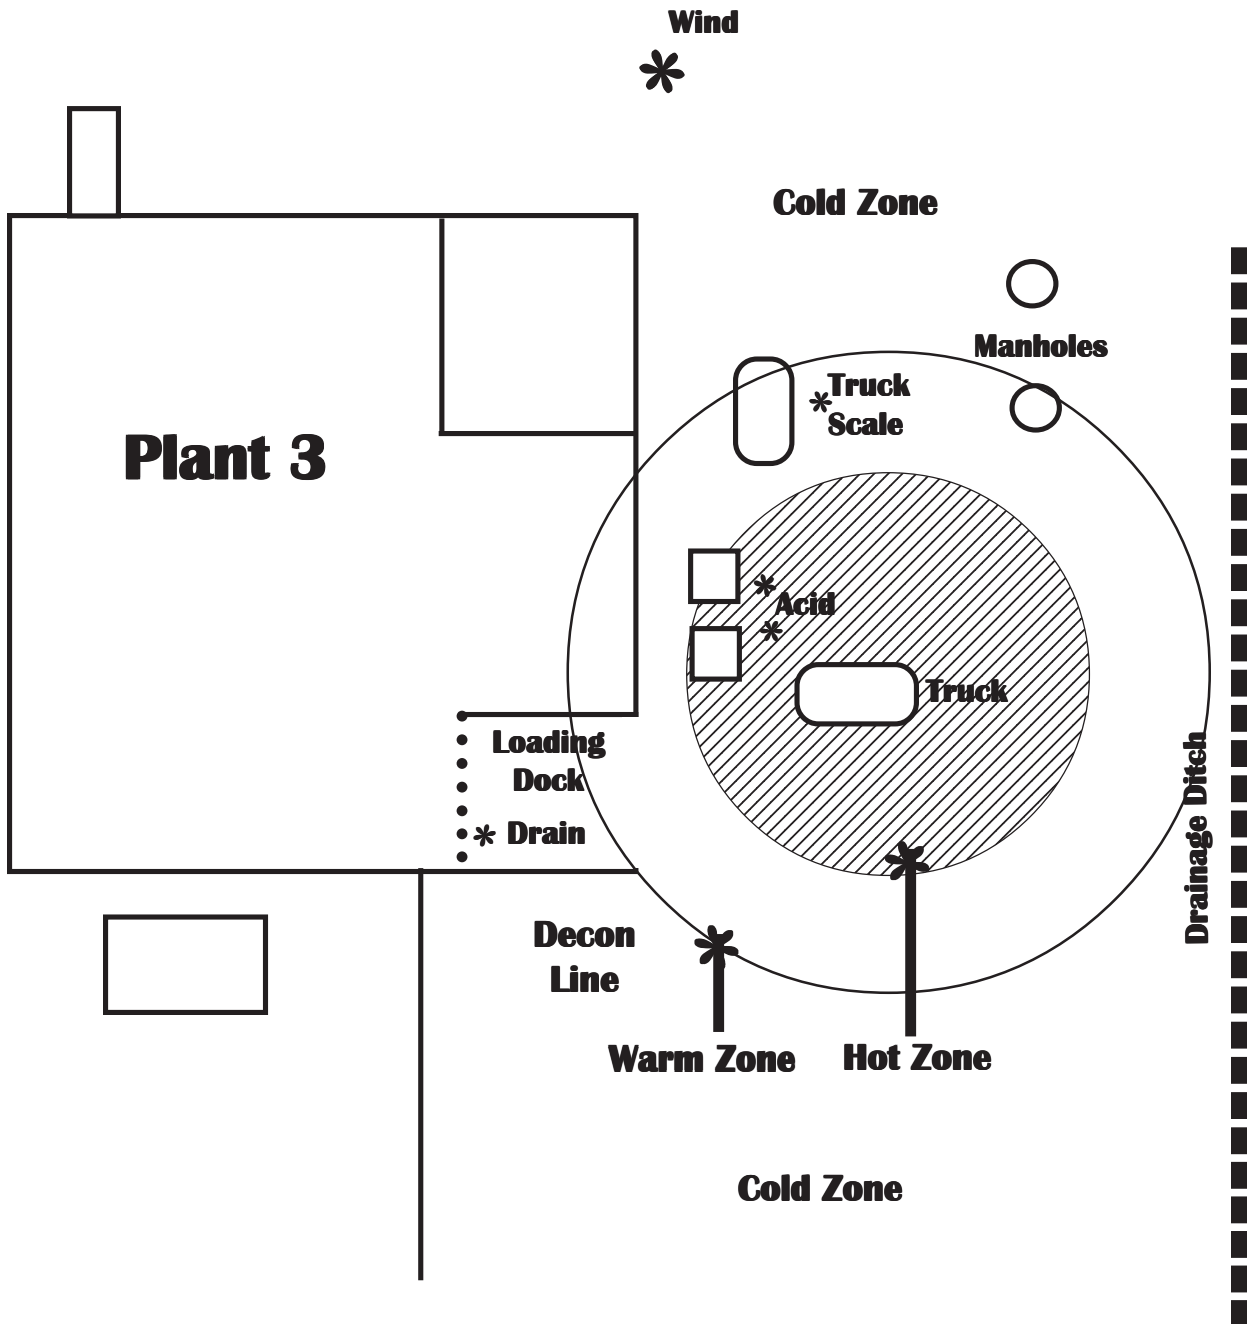 Wind
Cold Zone
Manholes
Truck
Scale
Plant 3
Acid
Truck
Loading
Dock
Drain
Drainage Ditch
Decon
Line
Warm Zone
Hot Zone
Cold Zone